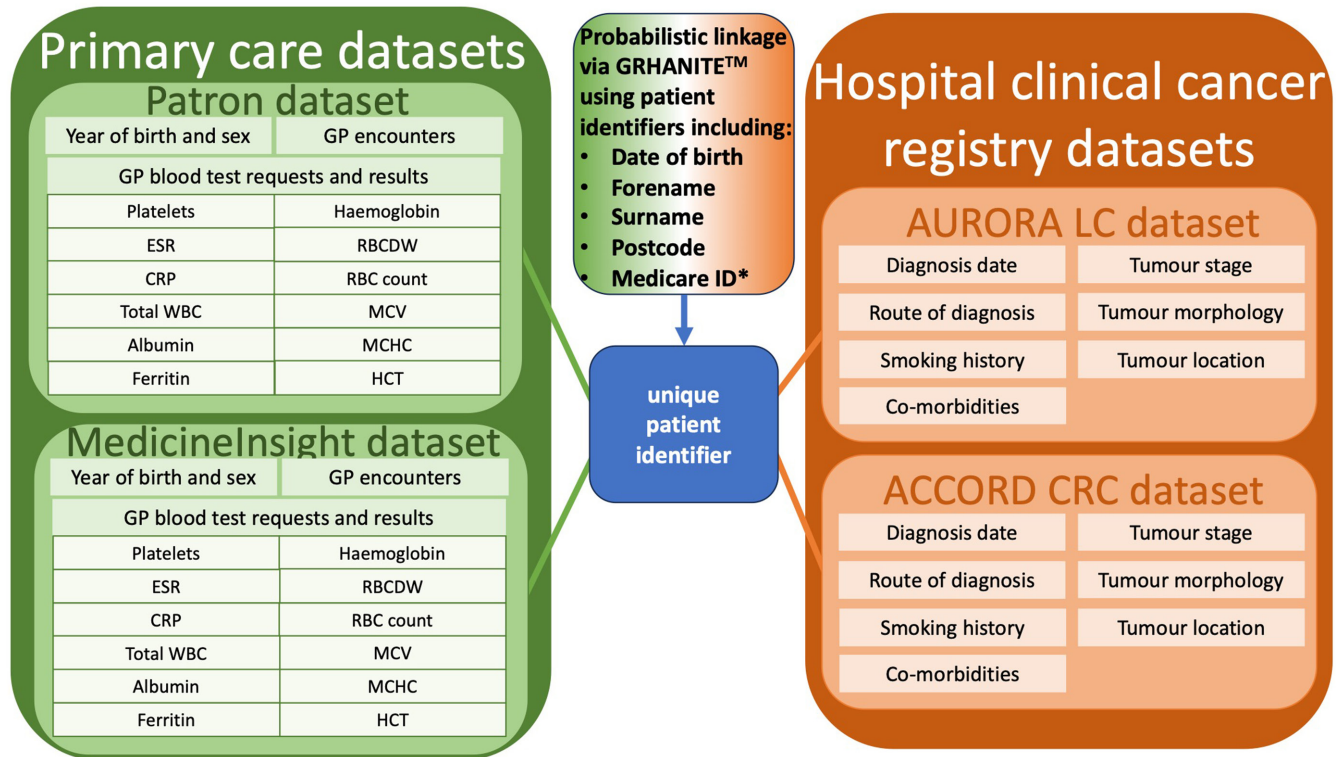 Primary care datasets
Patron dataset
Year of birth and sex
GP encounters
GP blood test requests and results
Platelets
Haemoglobin
ESR
RBCDW
CRP
RBC count
Total WBC
MCV
Albumin
MCHC
Ferritin
HCT
MedicineInsight dataset
Year of birth and sex
GP encounters
GP blood test requests and results
Platelets
Haemoglobin
ESR
RBCDW
CRP
RBC count
Total WBC
MCV
Albumin
MCHC
Ferritin
HCT
Probabilistic linkage
via GRHANITE™
using patient
identifiers including:
• Date of birth
• Forename
• Surname
• Postcode
• Medicare ID*
unique
patient
identifier
Hospital clinical cancer
registry datasets
AURORA LC dataset
Diagnosis date
Tumour stage
Route of diagnosis
Tumour morphology
Smoking history
Tumour location
Co-morbidities
ACCORD CRC dataset
Diagnosis date
Tumour stage
Route of diagnosis
Tumour morphology
Smoking history
Tumour location
Co-morbidities